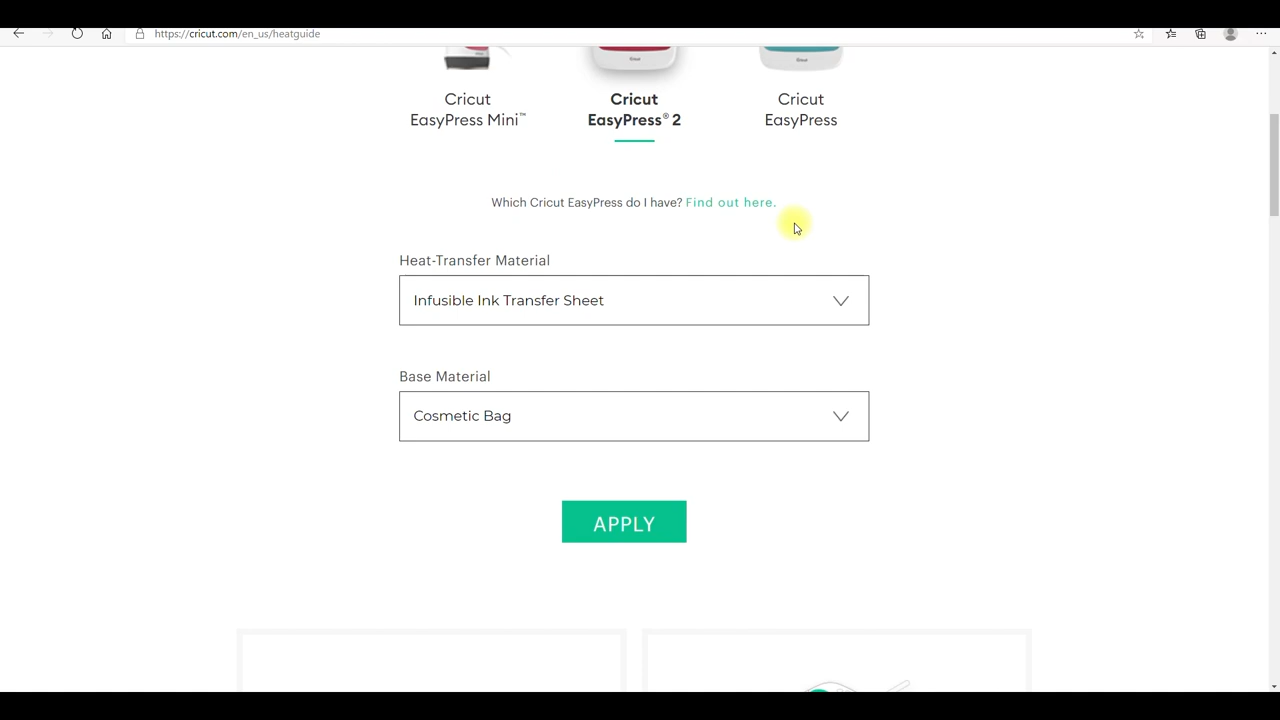 https://cricut.com/en_us/heatguide
Cricut
EasyPress Mini™
Cricut
EasyPress® 2
Cricut
EasyPress
Which Cricut EasyPress do I have? Find out here.
Heat-Transfer Material
Infusible Ink Transfer Sheet
Base Material
Cosmetic Bag
APPLY